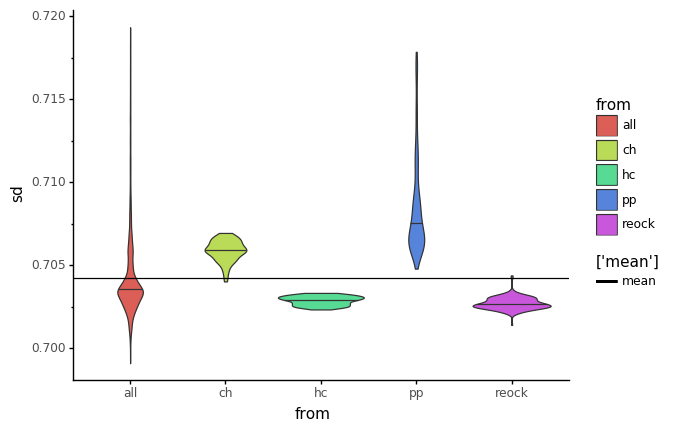 0.720
0.715
0.710
0.705
0.700
sd
all
ch
hc
pp
reock
from
from
all
ch
hc
pp
reock
['mean']
mean